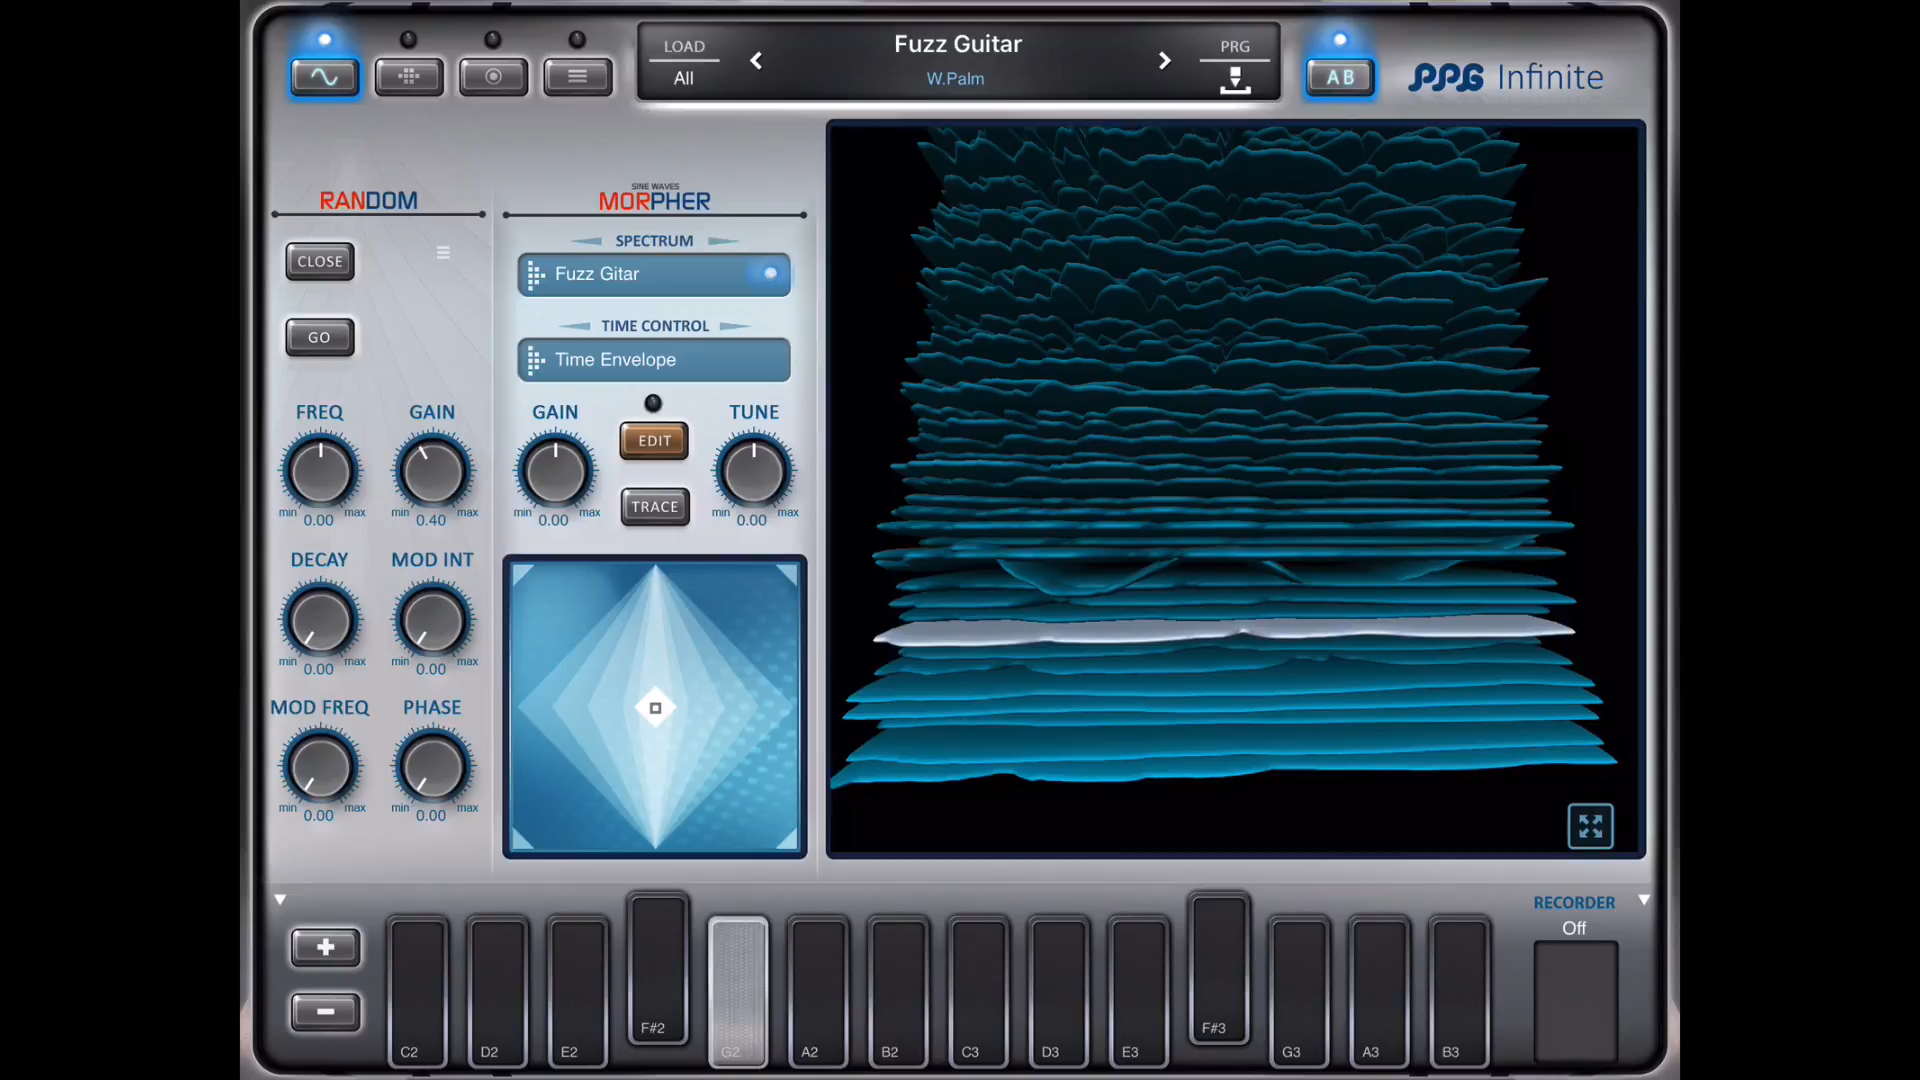 LOAD
All
Fuzz Guitar
W.Palm
PRG
AB
PPG Infinite
RANDOM
CLOSE
GO
FREQ
GAIN
min 0.00 max
min 0.40 max
DECAY
MOD INT
min 0.00 max
min 0.00 max
MOD FREQ
PHASE
min 0.00 max
min 0.00 max
SINE WAVES
MORPHER
SPECTRUM
Fuzz Gitar
TIME CONTROL
Time Envelope
GAIN
EDIT
TUNE
TRACE
min 0.00 max
min 0.00 max
RECORDER
Off
+
-
C2
D2
E2
F#2
G2
A2
B2
C3
D3
E3
F#3
G3
A3
B3